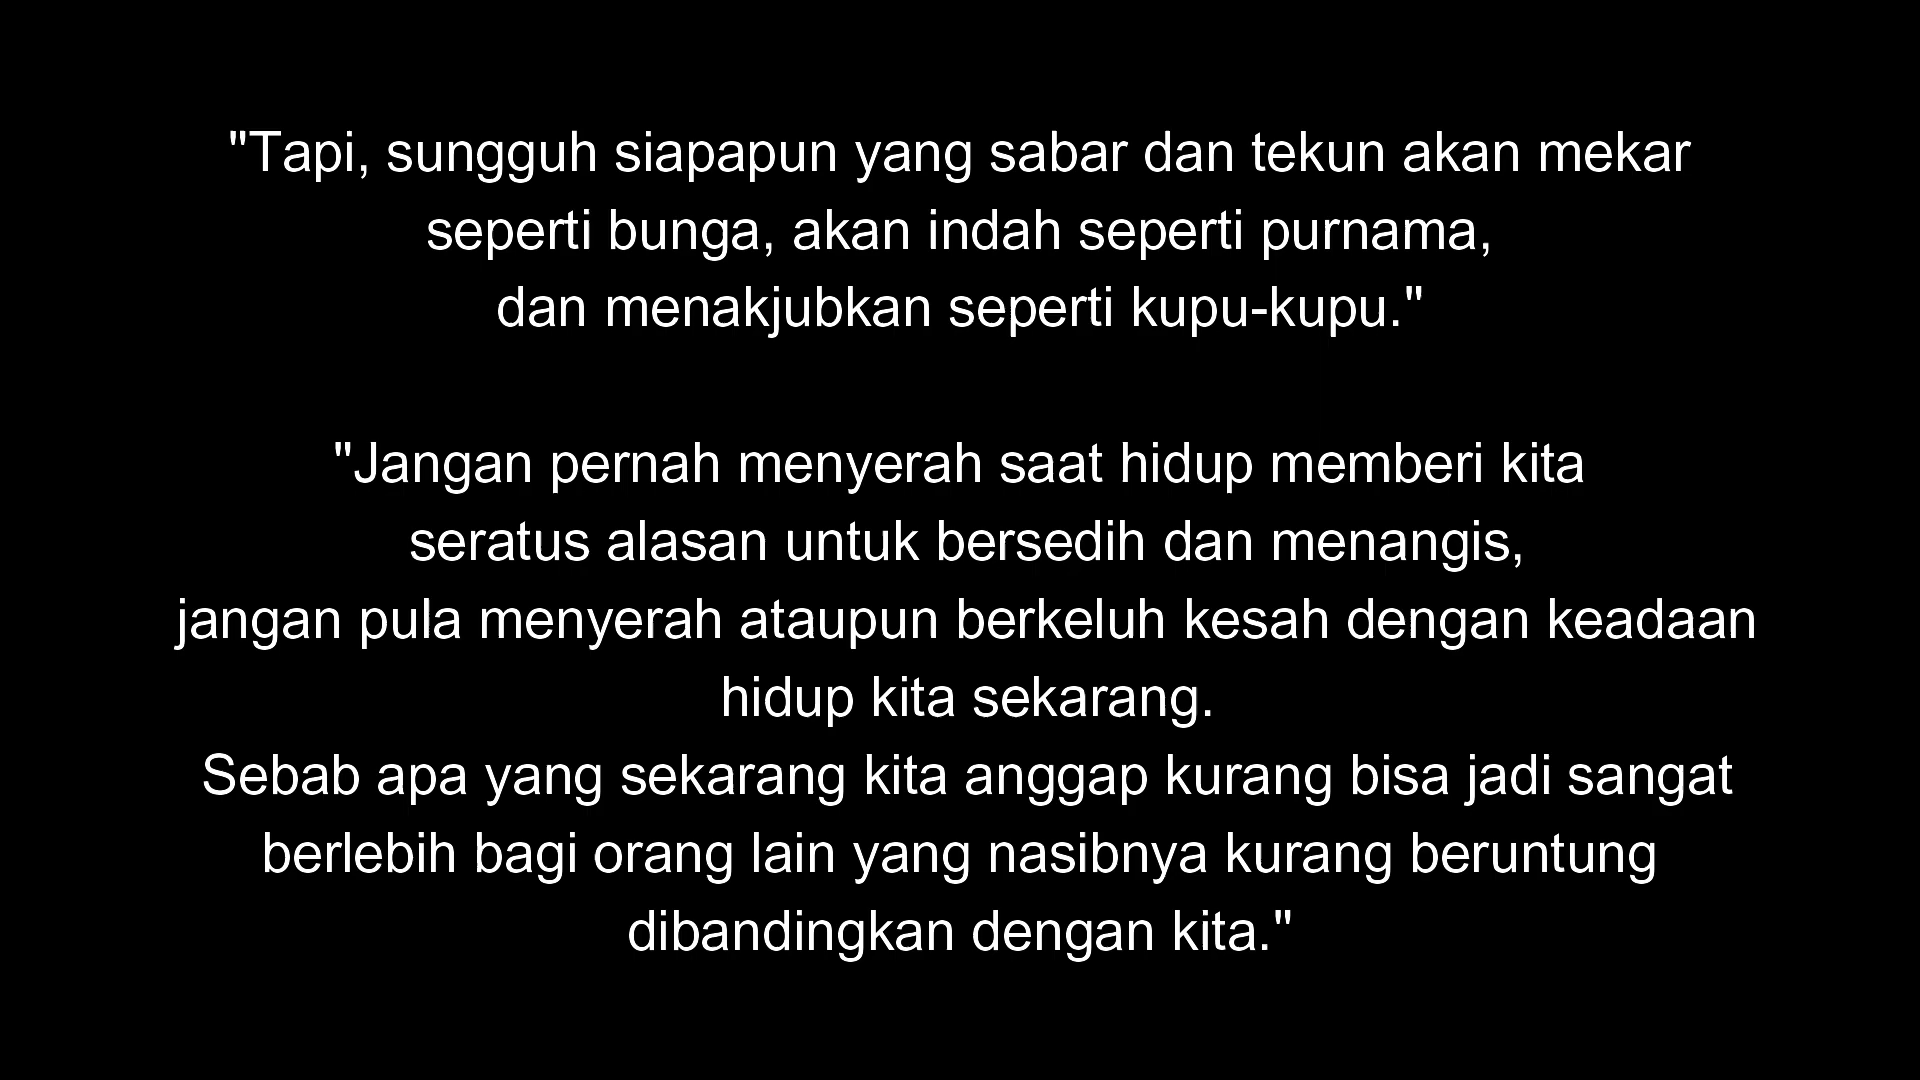 "Tapi, sungguh siapapun yang sabar dan tekun akan mekar
seperti bunga, akan indah seperti purnama,
dan menakjubkan seperti kupu-kupu."
"Jangan pernah menyerah saat hidup memberi kita
seratus alasan untuk bersedih dan menangis,
jangan pula menyerah ataupun berkeluh kesah dengan keadaan
hidup kita sekarang.
Sebab apa yang sekarang kita anggap kurang bisa jadi sangat
berlebih bagi orang lain yang nasibnya kurang beruntung
dibandingkan dengan kita."